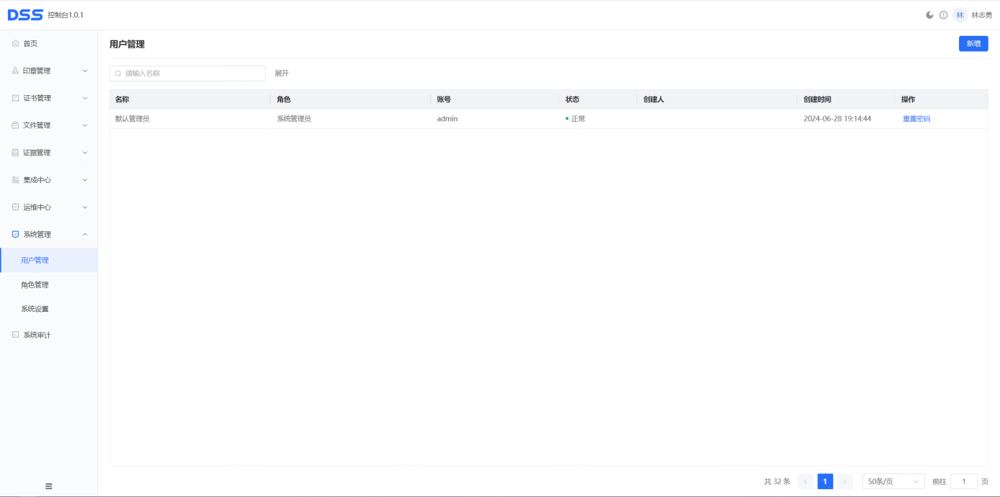 DSS 控制台1.0.1
林 林志勇
首页
印章管理
证书管理
文件管理
证据管理
集成中心
运维中心
系统管理
用户管理
角色管理
系统设置
系统审计
用户管理 新增
请输入名称 展开
名称 角色 账号 状态 创建人 创建时间 操作
默认管理员 系统管理员 admin 正常 2024-06-28 19:14:44 重置密码
共 32 条 1 50条/页 前往 1 页